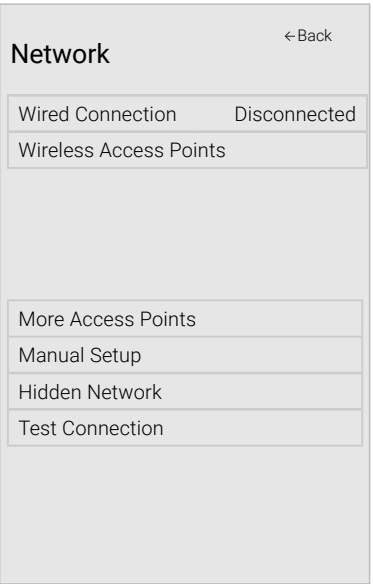 ←Back
Network
Wired Connection Disconnected
Wireless Access Points
More Access Points
Manual Setup
Hidden Network
Test Connection